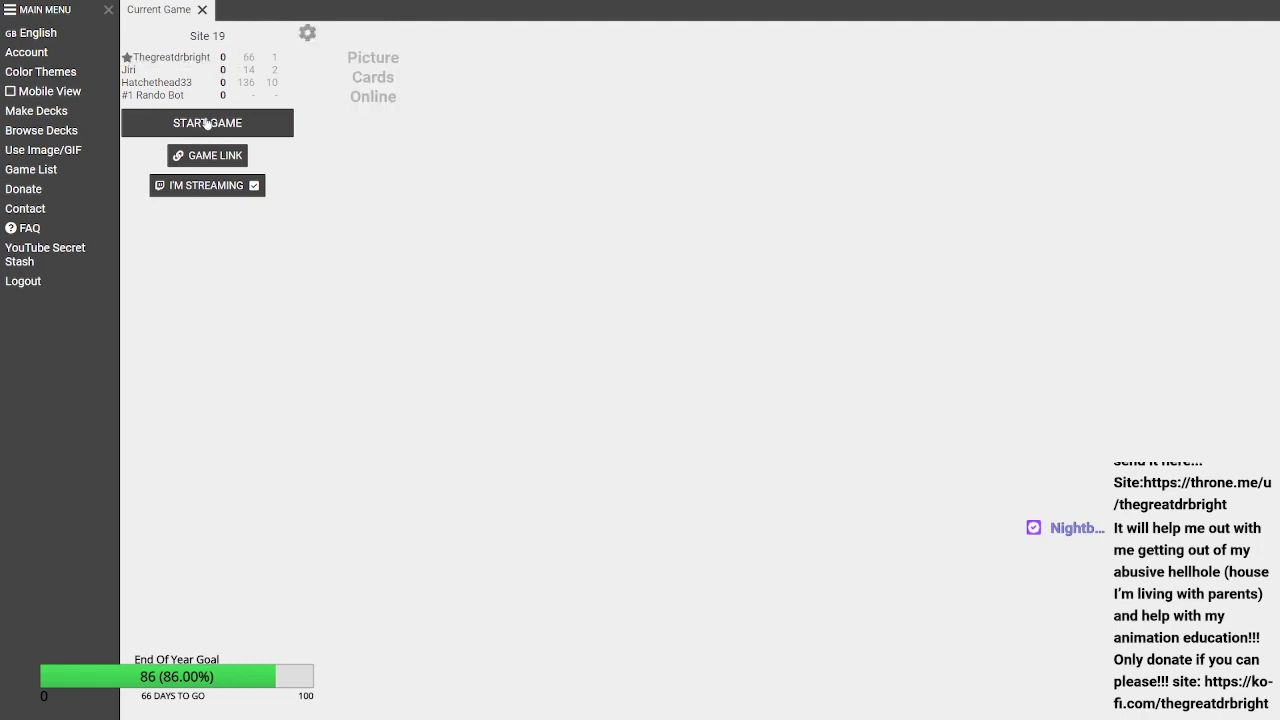 MAIN MENU
GB English
Account
Color Themes
Mobile View
Make Decks
Browse Decks
Use Image/GIF
Game List
Donate
Contact
FAQ
YouTube Secret
Stash
Logout
Current Game
Site 19
Thegreatdrbright 0 66 1
Jiri 0 14 2
Hatchethead33 0 136 10
#1 Rando Bot 0 - -
START GAME
GAME LINK
I'M STREAMING
Picture
Cards
Online
End Of Year Goal
86 (86.00%)
0 66 DAYS TO GO 100
send it here...
Site:https://throne.me/u
/thegreatdrbright
Nightb... It will help me out with
me getting out of my
abusive hellhole (house
I'm living with parents)
and help with my
animation education!!!
Only donate if you can
please!!! site: https://ko-
fi.com/thegreatdrbright